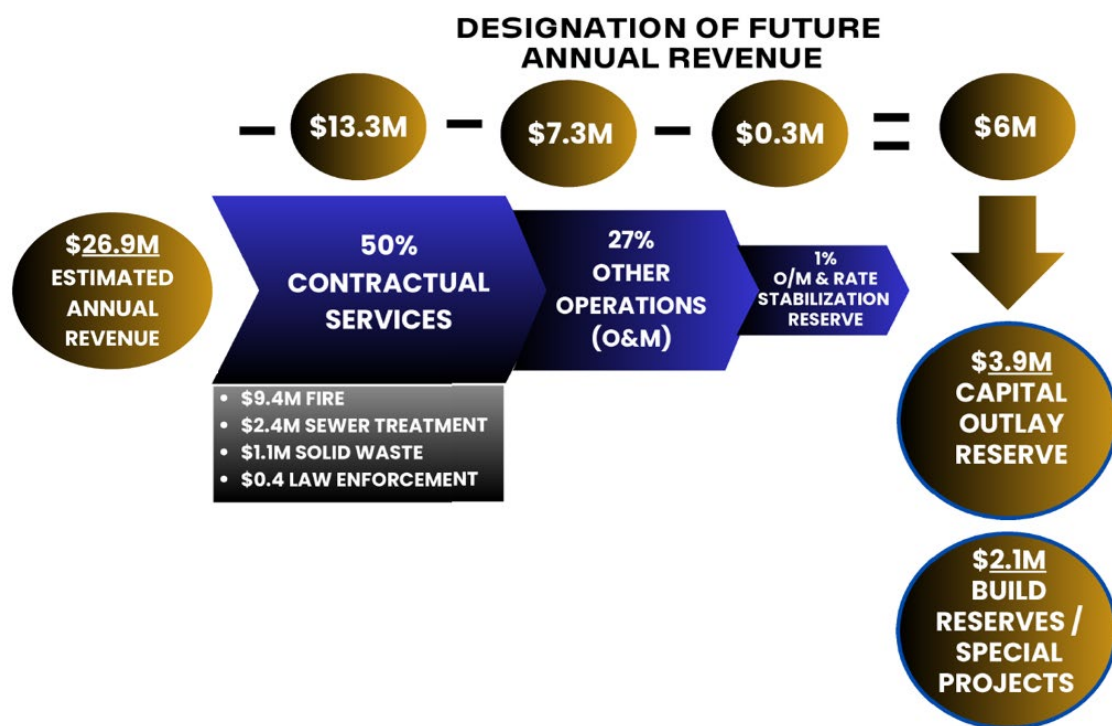 DESIGNATION OF FUTURE
ANNUAL REVENUE
– $13.3M – $7.3M – $0.3M = $6M
$26.9M
ESTIMATED
ANNUAL
REVENUE
50%
CONTRACTUAL
SERVICES
27%
OTHER
OPERATIONS
(O&M)
1%
O/M & RATE
STABILIZATION
RESERVE
• $9.4M FIRE
• $2.4M SEWER TREATMENT
• $1.1M SOLID WASTE
• $0.4 LAW ENFORCEMENT
$3.9M
CAPITAL
OUTLAY
RESERVE
$2.1M
BUILD
RESERVES /
SPECIAL
PROJECTS